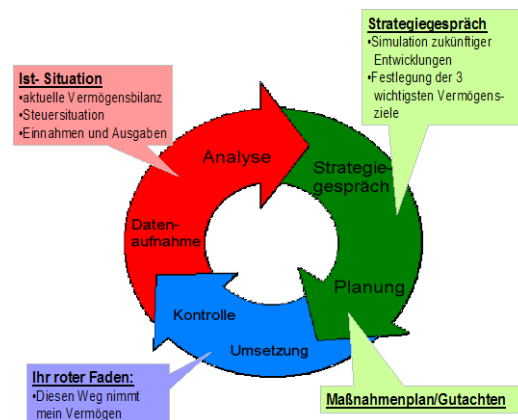 Strategiegespräch
•Simulation zukünftiger
Entwicklungen
•Festlegung der 3
wichtigsten Vermögens-
ziele
Ist- Situation
•aktuelle Vermögensbilanz
•Steuersituation
•Einnahmen und Ausgaben
Analyse
Strategie-
gespräch
Daten-
aufnahme
Planung
Kontrolle
Umsetzung
Ihr roter Faden:
•Diesen Weg nimmt
mein Vermögen
Maßnahmenplan/Gutachten